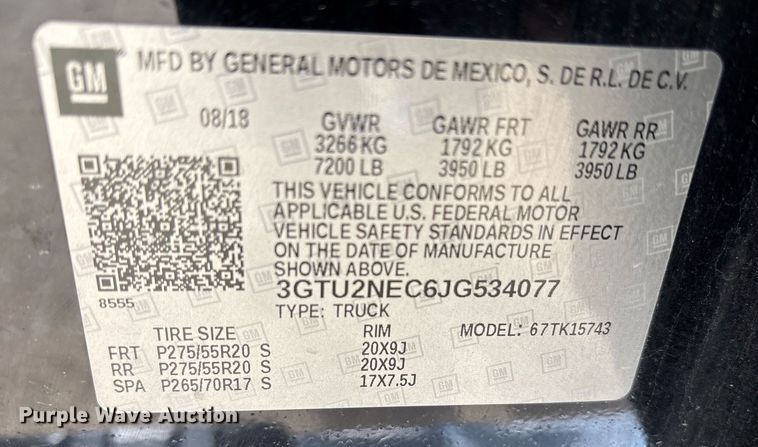 GM
MFD BY GENERAL MOTORS DE MEXICO, S. DE R.L. DE C.V.
08/18 GVWR GAWR FRT GAWR RR
3266 KG 1792 KG 1792 KG
7200 LB 3950 LB 3950 LB
THIS VEHICLE CONFORMS TO ALL
APPLICABLE U.S. FEDERAL MOTOR
VEHICLE SAFETY STANDARDS IN EFFECT
ON THE DATE OF MANUFACTURE
SHOWN ABOVE.
8555
3GTU2NEC6JG534077
TYPE: TRUCK
TIRE SIZE RIM MODEL: 67TK15743
FRT P275/55R20 S 20X9J
RR P275/55R20 S 20X9J
SPA P265/70R17 S 17X7.5J
Purple Wave Auction